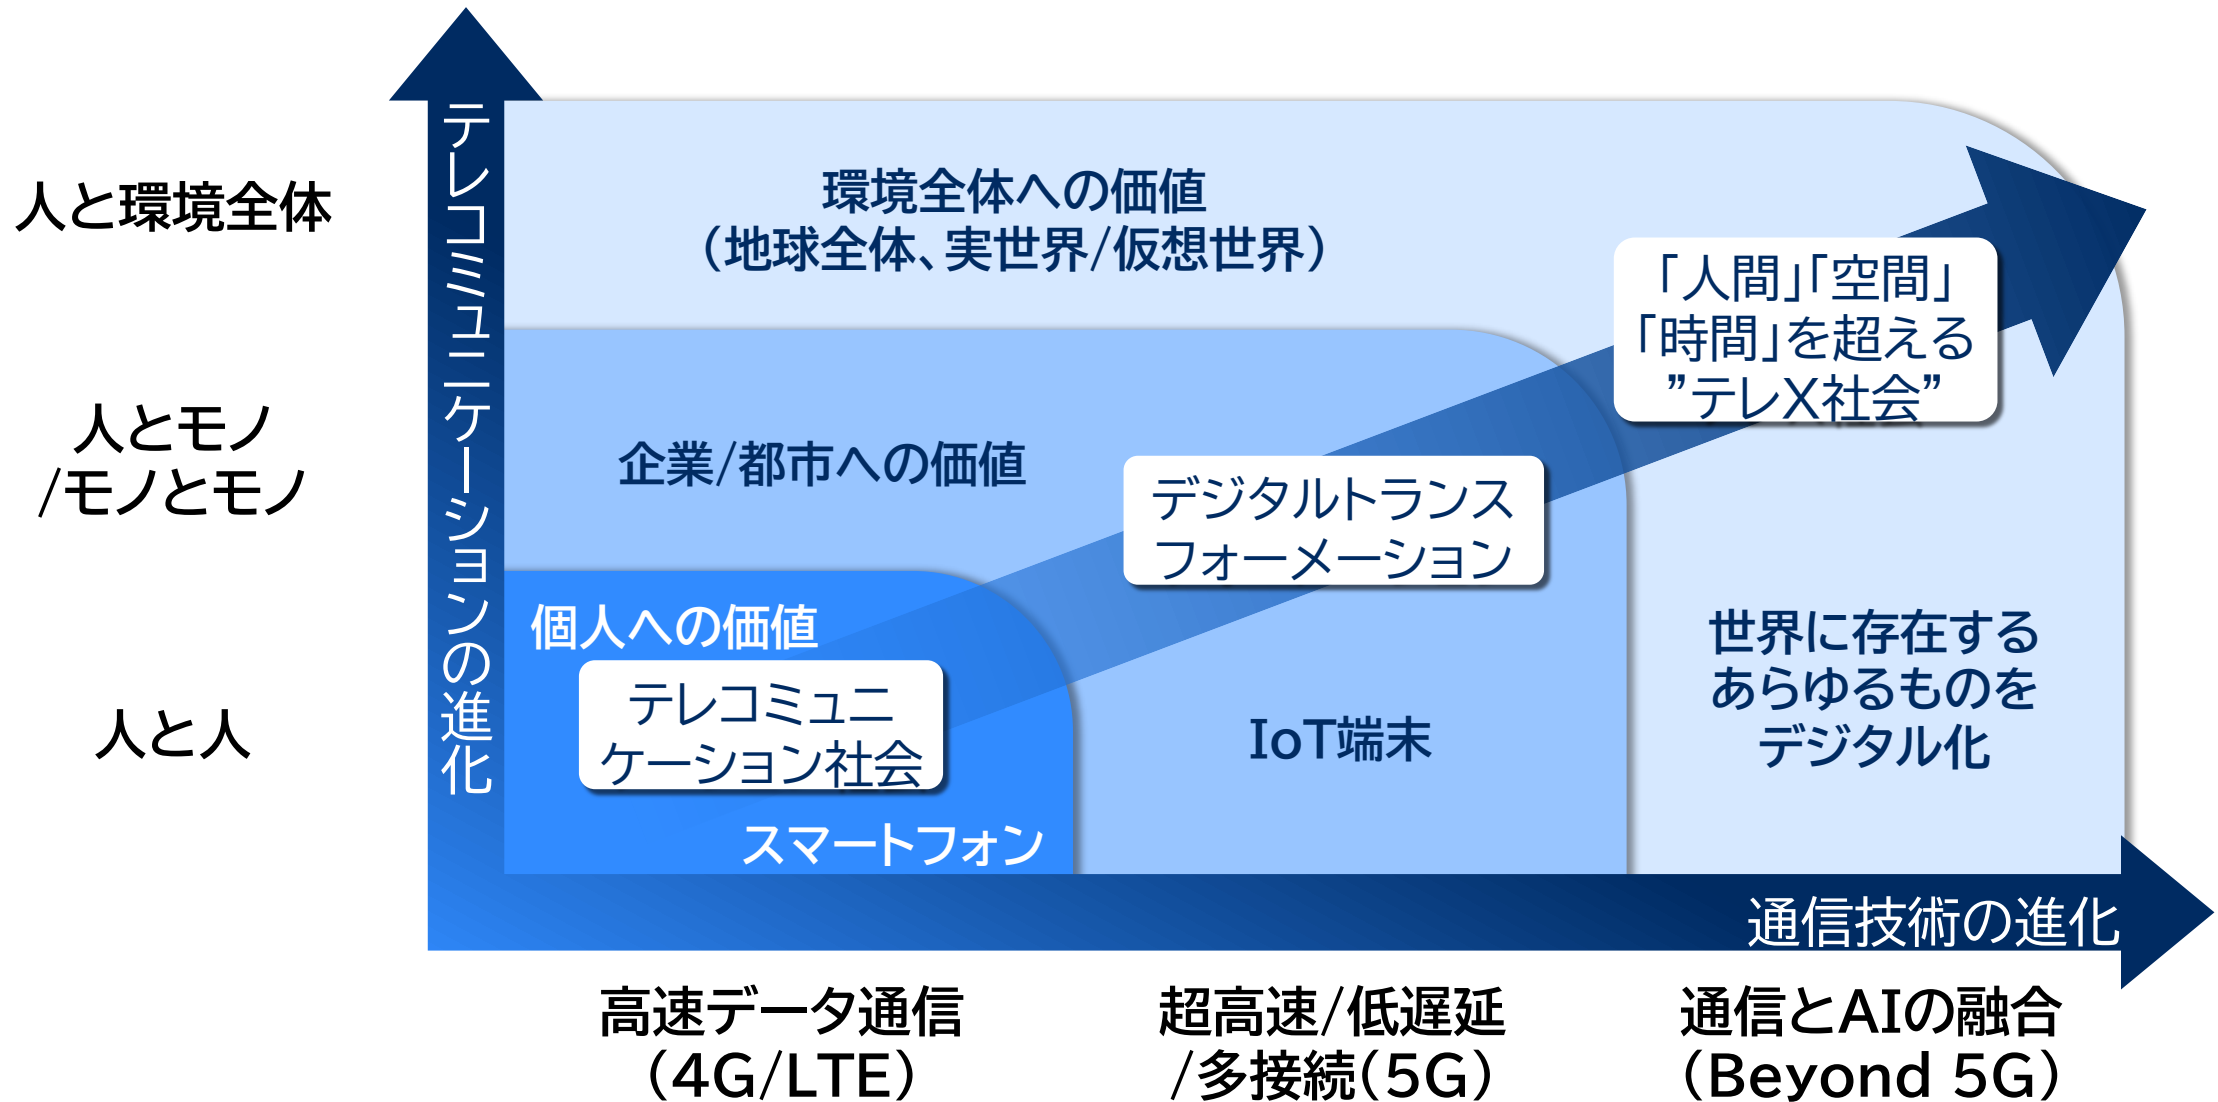 テレコミュニケーションの進化
人と環境全体
人とモノ
/モノとモノ
人と人
環境全体への価値
（地球全体、実世界/仮想世界）
「人間」「空間」
「時間」を超える
”テレX社会”
企業/都市への価値
デジタルトランス
フォーメーション
個人への価値
テレコミュニ
ケーション社会
スマートフォン
IoT端末
世界に存在する
あらゆるものを
デジタル化
通信技術の進化
高速データ通信
（4G/LTE）
超高速/低遅延
/多接続（5G）
通信とAIの融合
（Beyond 5G）